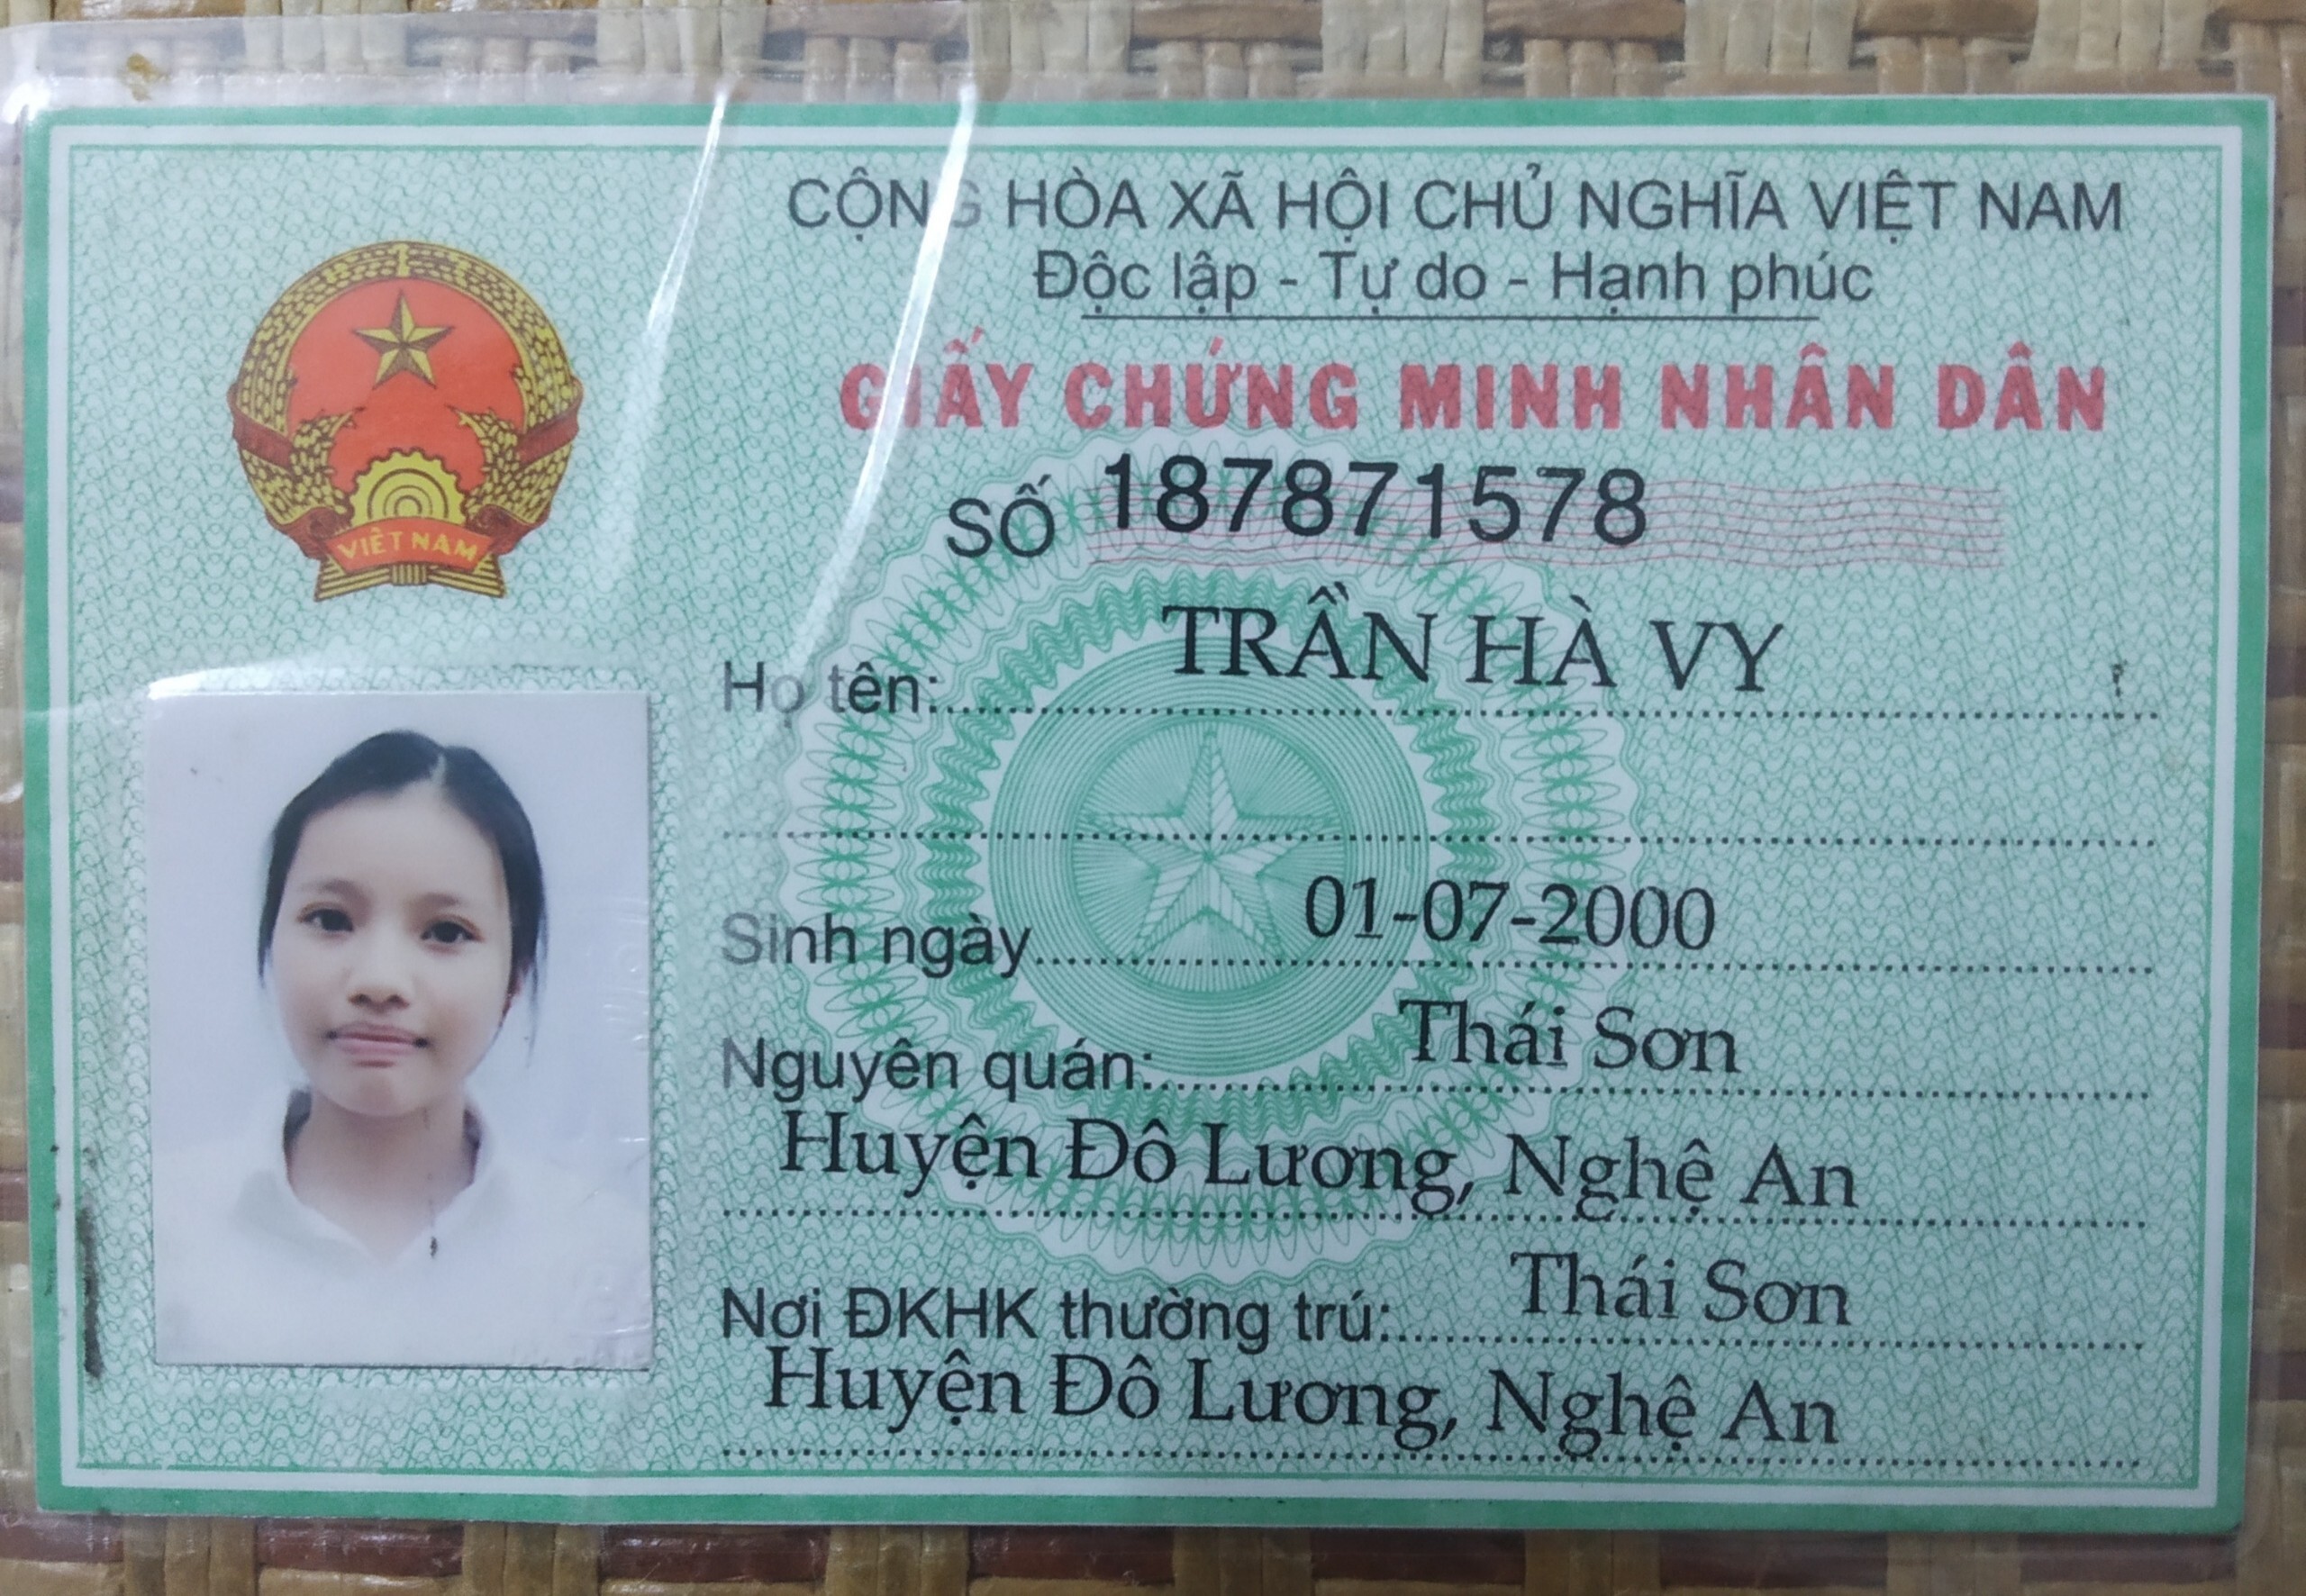 CỘNG HÒA XÃ HỘI CHỦ NGHĨA VIỆT NAM
Độc lập - Tự do - Hạnh phúc
GIẤY CHỨNG MINH NHÂN DÂN
SỐ 187871578
VIỆT NAM
Họ tên: TRẦN HÀ VY
Sinh ngày 01-07-2000
Nguyên quán: Thái Sơn
Huyện Đô Lương, Nghệ An
Nơi ĐKHK thường trú: Thái Sơn
Huyện Đô Lương, Nghệ An